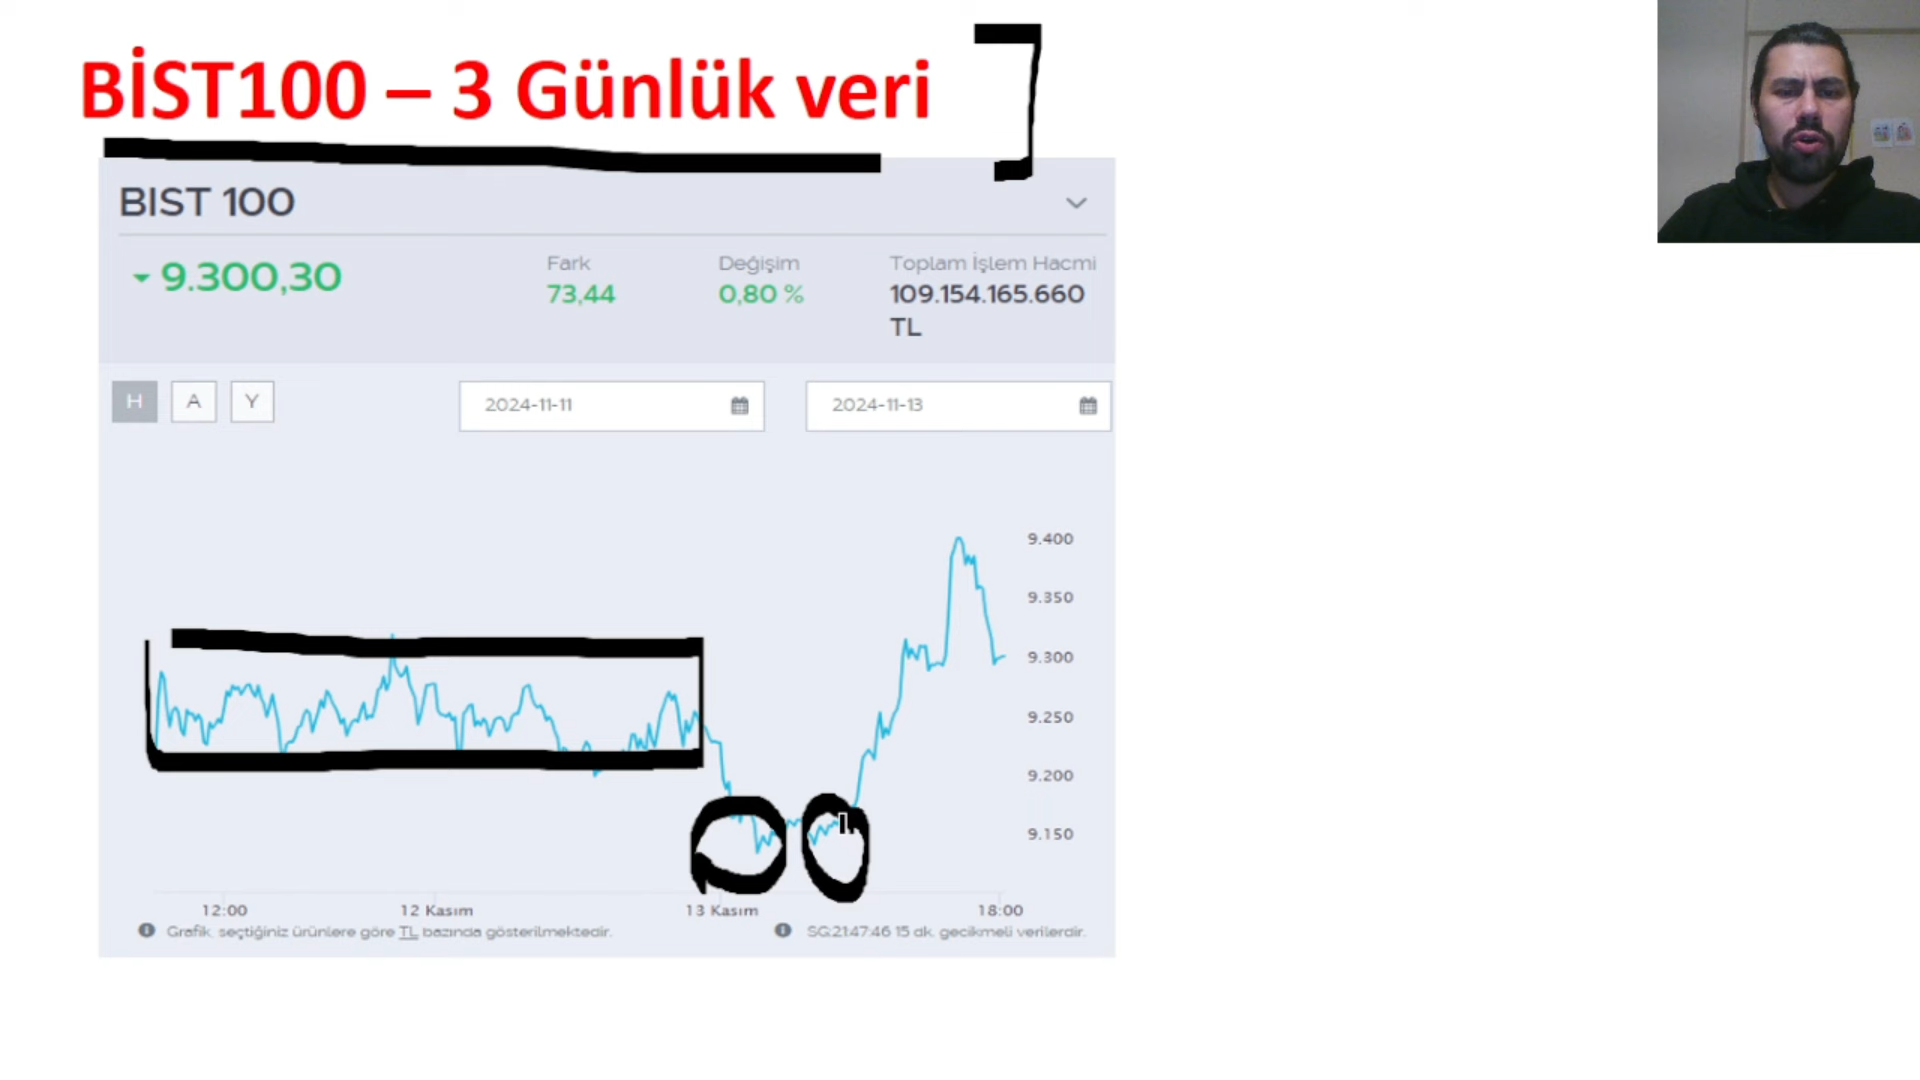 BİST100 – 3 Günlük veri
BIST 100
9.300,30
Fark
73,44
Değişim
0,80 %
Toplam İşlem Hacmi
109.154.165.660
TL
H A Y
2024-11-11
2024-11-13
9.400
9.350
9.300
9.250
9.200
9.150
12:00 12 Kasım 13 Kasım 18:00
Grafik, seçtiğiniz ürünlere göre TL bazında gösterilmektedir.
SG:21:47:46 15 dk. gecikmeli verilerdir.